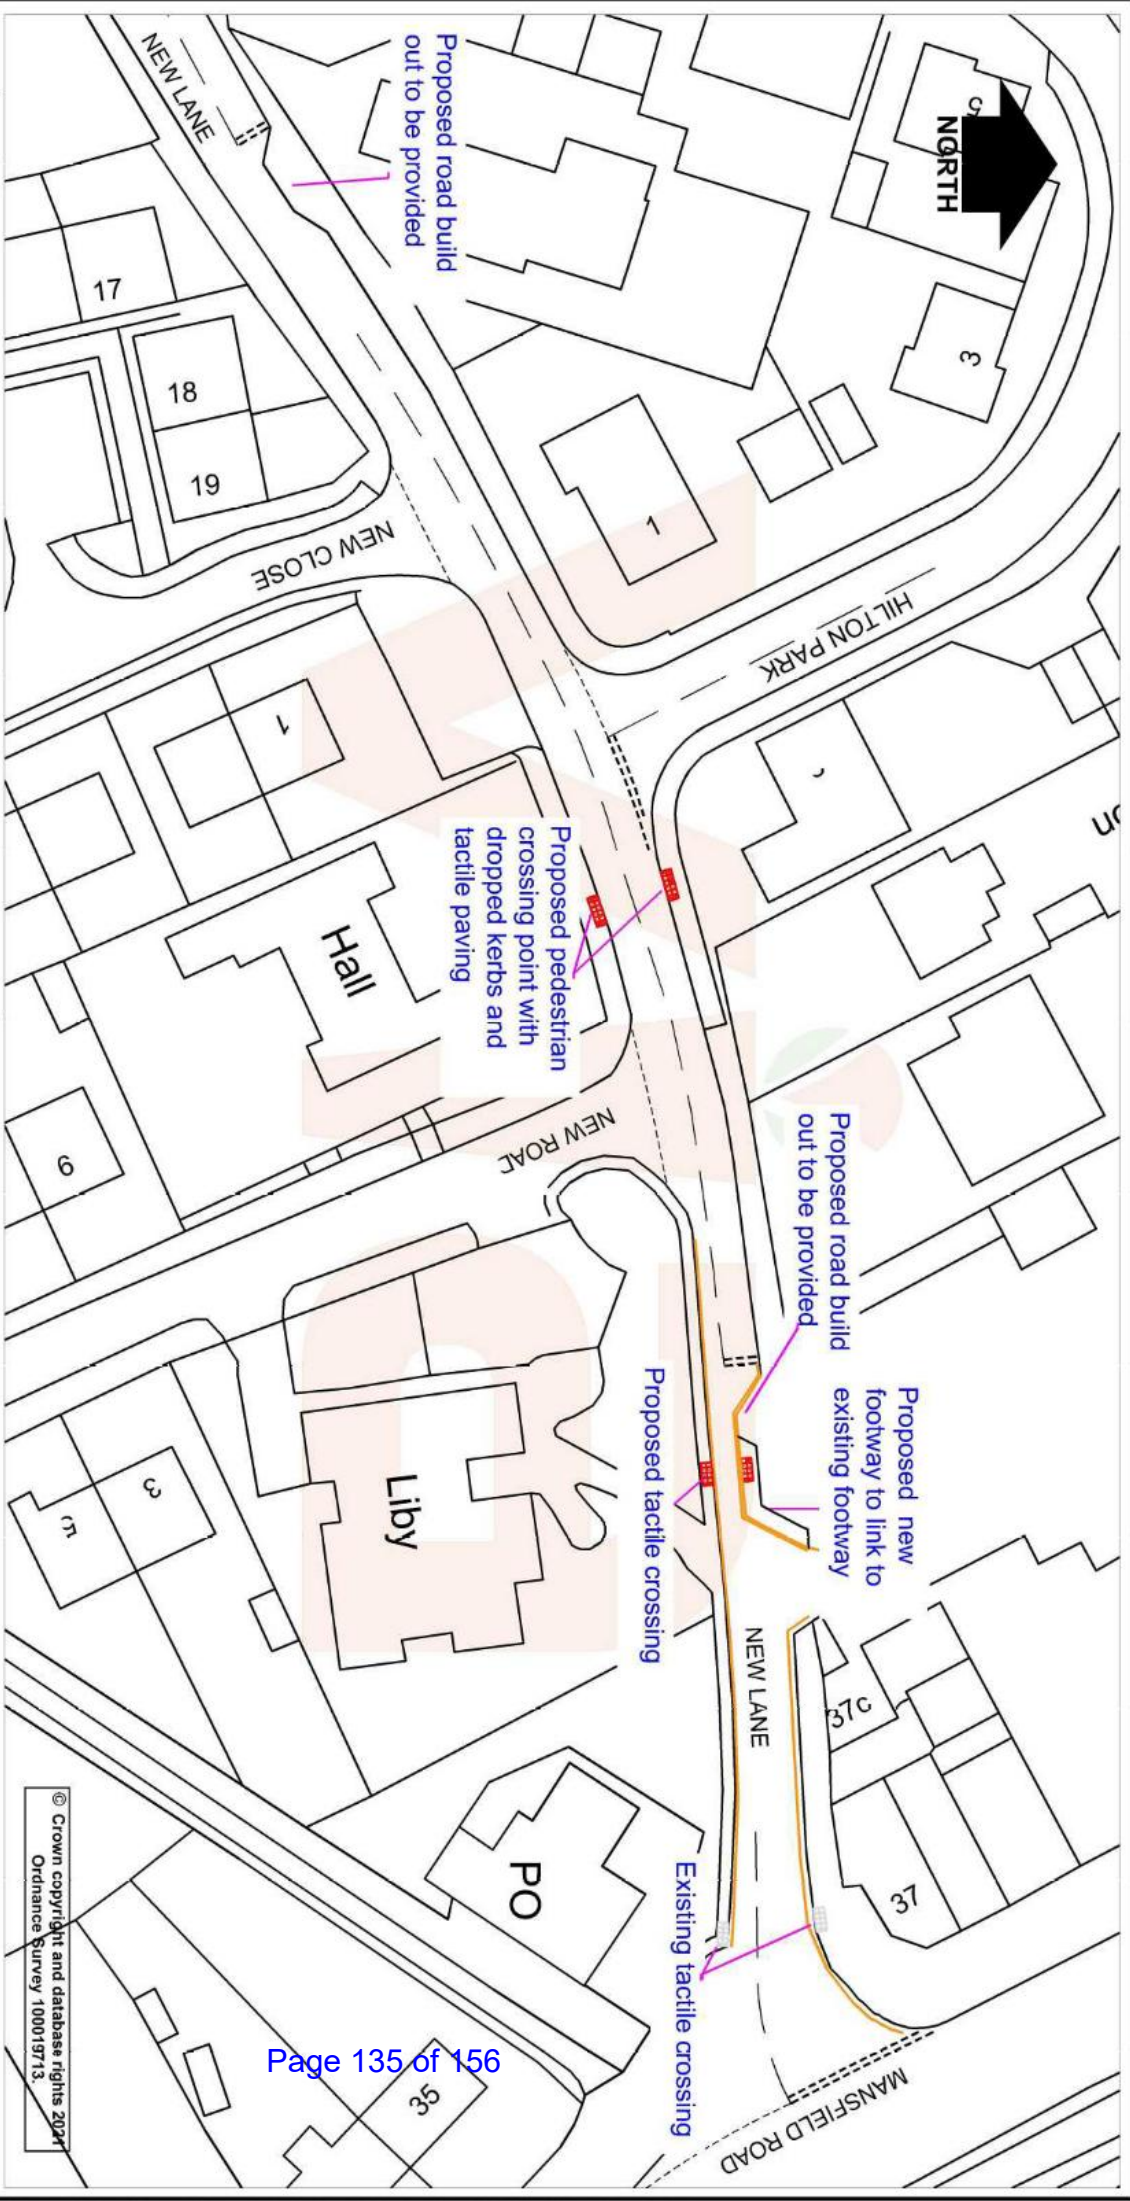 NORTH
NEW LANE
Proposed road build
out to be provided
5
3
1
17
18
19
NEW CLOSE
HILTON PARK
1
Hall
Proposed pedestrian
crossing point with
dropped kerbs and
tactile paving
9
NEW ROAD
Proposed road build
out to be provided
Proposed new
footway to link to
existing footway
Proposed tactile crossing
Liby
3
5
NEW LANE
37c
37
PO
Existing tactile crossing
MANSFIELD ROAD
35
Page 135 of 156
© Crown copyright and database rights 2021
Ordnance Survey 100019713.